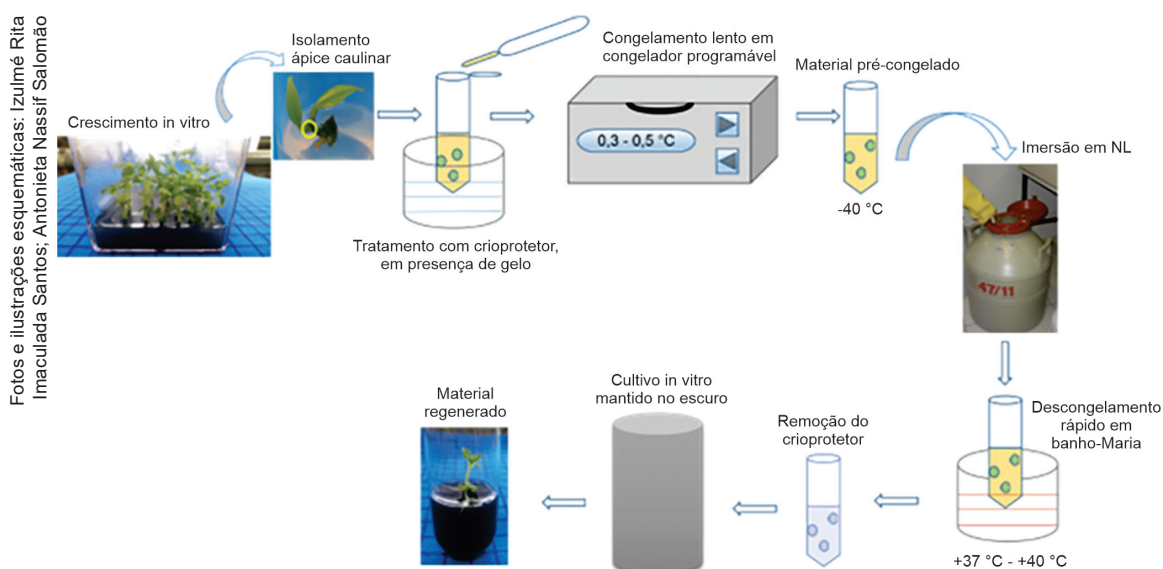 Fotos e ilustrações esquemáticas: Izulmé Rita
Imaculada Santos; Antonieta Nassif Salomão
Crescimento in vitro
Isolamento
ápice caulinar
Tratamento com crioprotetor,
em presença de gelo
Congelamento lento em
congelador programável
0,3 - 0,5 °C
Material pré-congelado
-40 °C
Imersão em NL
47/11
Descongelamento
rápido em
banho-Maria
+37 °C - +40 °C
Remoção do
crioprotetor
Cultivo in vitro
mantido no escuro
Material
regenerado